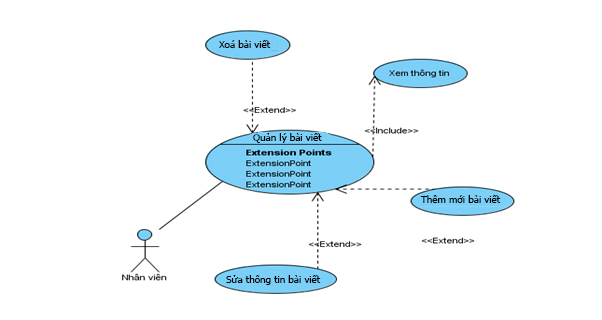 Xoá bài viết
Xem thông tin
<<Extend>>
<<Include>>
Quản lý bài viết
Extension Points
ExtensionPoint
ExtensionPoint
ExtensionPoint
Thêm mới bài viết
<<Extend>>
<<Extend>>
Nhân viên
Sửa thông tin bài viết